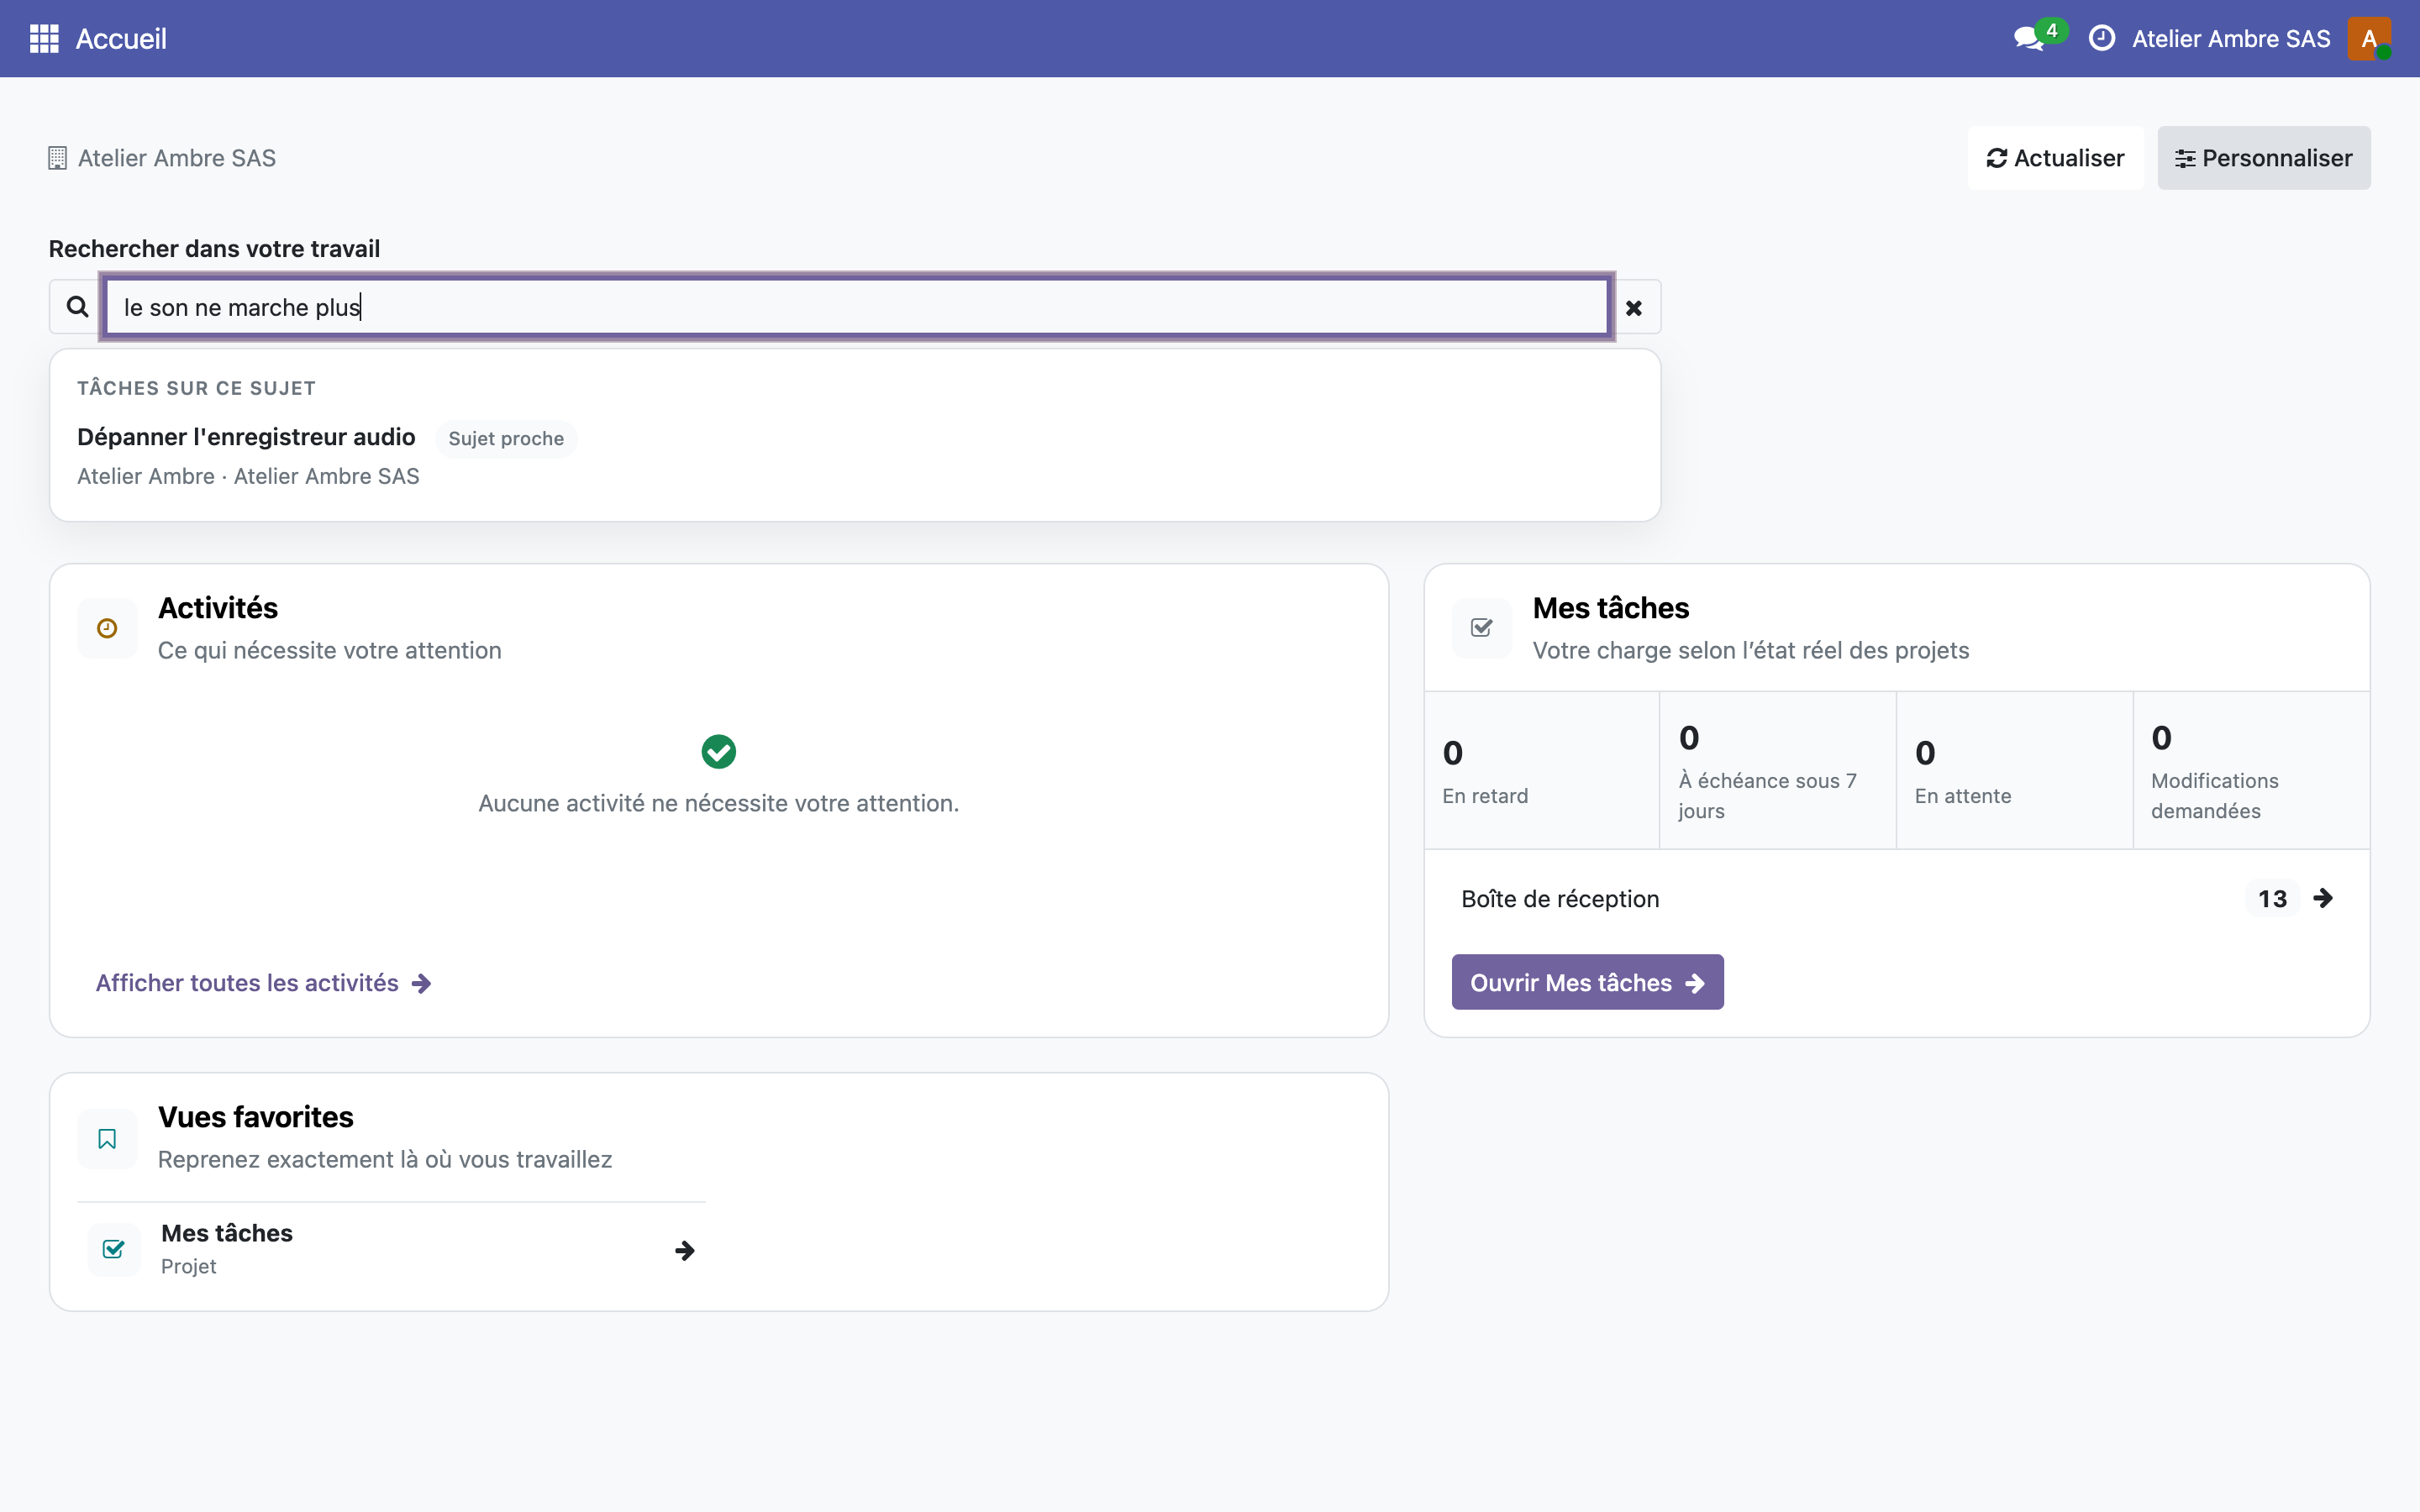 Accueil
4
Atelier Ambre SAS
A
Atelier Ambre SAS
Actualiser
Personnaliser
Rechercher dans votre travail
le son ne marche plus
TÂCHES SUR CE SUJET
Dépanner l'enregistreur audio
Sujet proche
Atelier Ambre · Atelier Ambre SAS
Activités
Ce qui nécessite votre attention
Aucune activité ne nécessite votre attention.
Afficher toutes les activités
Mes tâches
Votre charge selon l’état réel des projets
0
En retard
0
À échéance sous 7
jours
0
En attente
0
Modifications
demandées
Boîte de réception
13
Ouvrir Mes tâches
Vues favorites
Reprenez exactement là où vous travaillez
Mes tâches
Projet